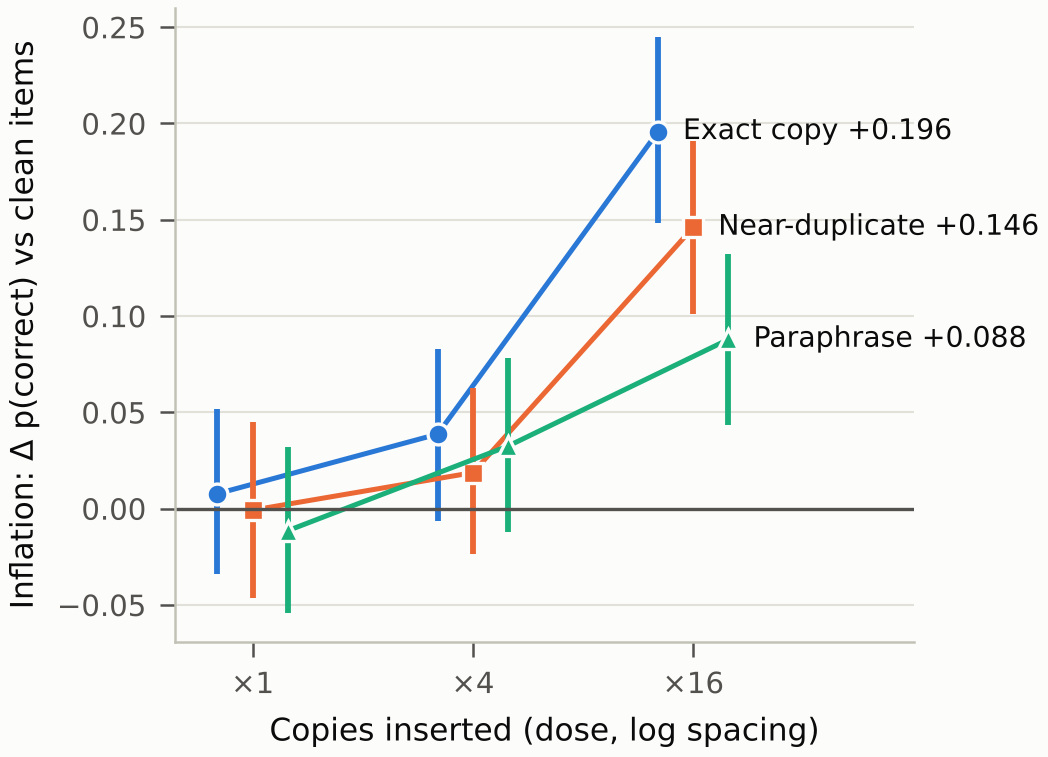 Inflation: Δ p(correct) vs clean items
0.25
0.20
0.15
0.10
0.05
0.00
−0.05
Exact copy +0.196
Near-duplicate +0.146
Paraphrase +0.088
×1
×4
×16
Copies inserted (dose, log spacing)